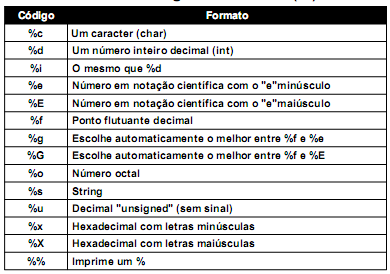 Código Formato
%c Um caracter (char)
%d Um número inteiro decimal (int)
%i O mesmo que %d
%e Número em notação científica com o "e"minúsculo
%E Número em notação científica com o "e"maiúsculo
%f Ponto flutuante decimal
%g Escolhe automaticamente o melhor entre %f e %e
%G Escolhe automaticamente o melhor entre %f e %E
%o Número octal
%s String
%u Decimal "unsigned" (sem sinal)
%x Hexadecimal com letras minúsculas
%X Hexadecimal com letras maiúsculas
%% Imprime um %